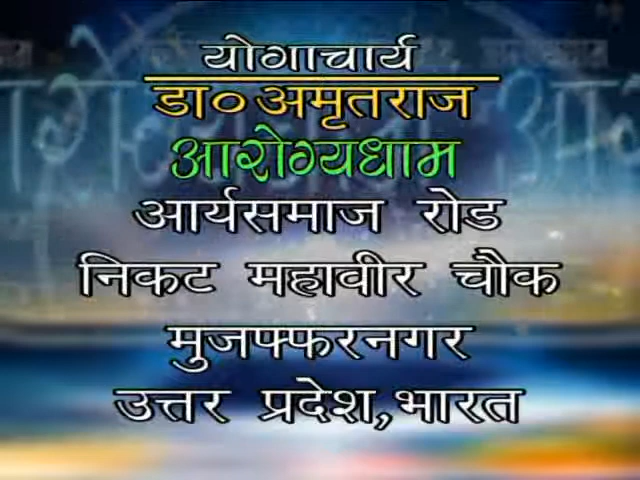 योगाचार्य
डा० अमृतराज
आरोग्यधाम
आर्यसमाज रोड
निकट महावीर चौक
मुजफ्फरनगर
उत्तर प्रदेश,भारत